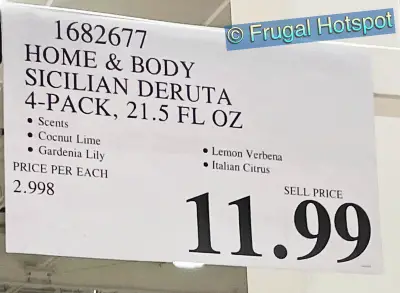 © Frugal Hotspot
1682677
HOME & BODY
SICILIAN DERUTA
4-PACK, 21.5 FL OZ
• Scents
• Cocnut Lime
• Gardenia Lily
• Lemon Verbena
• Italian Citrus
PRICE PER EACH
2.998
SELL PRICE
11.99